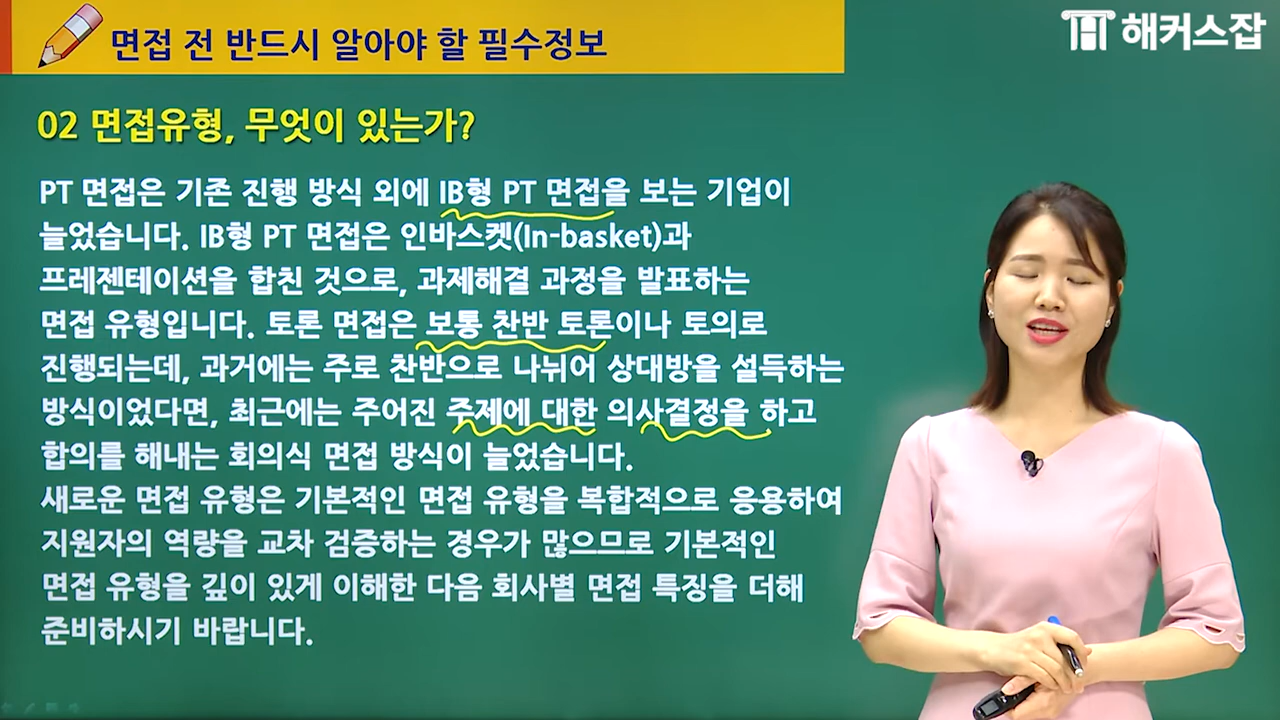 면접 전 반드시 알아야 할 필수정보
해커스잡
02 면접유형, 무엇이 있는가?
PT 면접은 기존 진행 방식 외에 IB형 PT 면접을 보는 기업이
늘었습니다. IB형 PT 면접은 인바스켓(In-basket)과
프레젠테이션을 합친 것으로, 과제해결 과정을 발표하는
면접 유형입니다. 토론 면접은 보통 찬반 토론이나 토의로
진행되는데, 과거에는 주로 찬반으로 나뉘어 상대방을 설득하는
방식이었다면, 최근에는 주어진 주제에 대한 의사결정을 하고
합의를 해내는 회의식 면접 방식이 늘었습니다.
새로운 면접 유형은 기본적인 면접 유형을 복합적으로 응용하여
지원자의 역량을 교차 검증하는 경우가 많으므로 기본적인
면접 유형을 깊이 있게 이해한 다음 회사별 면접 특징을 더해
준비하시기 바랍니다.